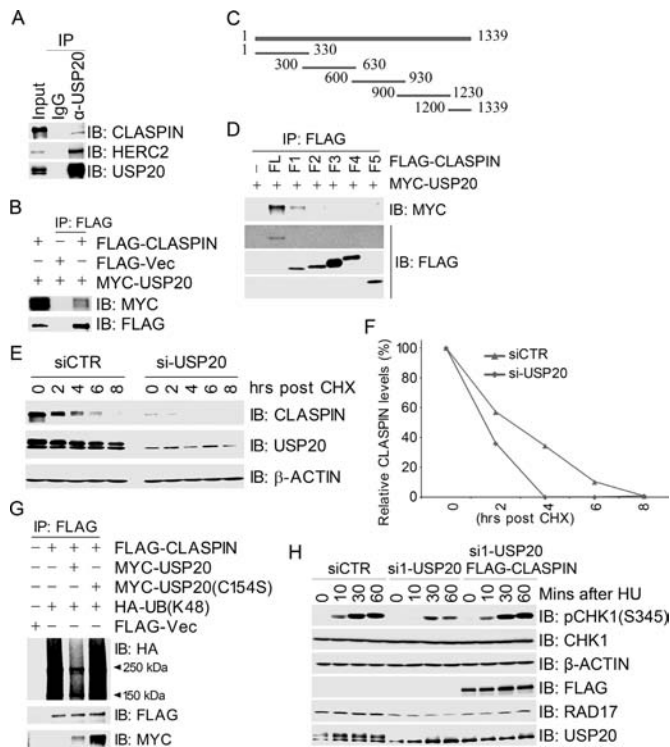 A
IP
Input
IgG
α-USP20
IB: CLASPIN
IB: HERC2
IB: USP20
B
IP: FLAG
+ − + FLAG-CLASPIN
− + − FLAG-Vec
+ + + MYC-USP20
IB: MYC
IB: FLAG
C
1 1339
1 330
300 630
600 930
900 1230
1200 1339
D
IP: FLAG
− FL F1 F2 F3 F4 F5 FLAG-CLASPIN
+ + + + + + + MYC-USP20
IB: MYC
IB: FLAG
E
siCTR si-USP20
0 2 4 6 8 0 2 4 6 8 hrs post CHX
IB: CLASPIN
IB: USP20
IB: β-ACTIN
F
Relative CLASPIN levels (%)
100
80
60
40
20
0
siCTR
si-USP20
0 2 4 6 8
(hrs post CHX)
G
IP: FLAG
− + + + FLAG-CLASPIN
− − + − MYC-USP20
− − − + MYC-USP20(C154S)
− + + + HA-UB(K48)
+ − − − FLAG-Vec
IB: HA
250 kDa
150 kDa
IB: FLAG
IB: MYC
H
siCTR si1-USP20 si1-USP20
FLAG-CLASPIN
0 10 30 60 0 10 30 60 0 10 30 60 Mins after HU
IB: pCHK1(S345)
IB: CHK1
IB: β-ACTIN
IB: FLAG
IB: RAD17
IB: USP20